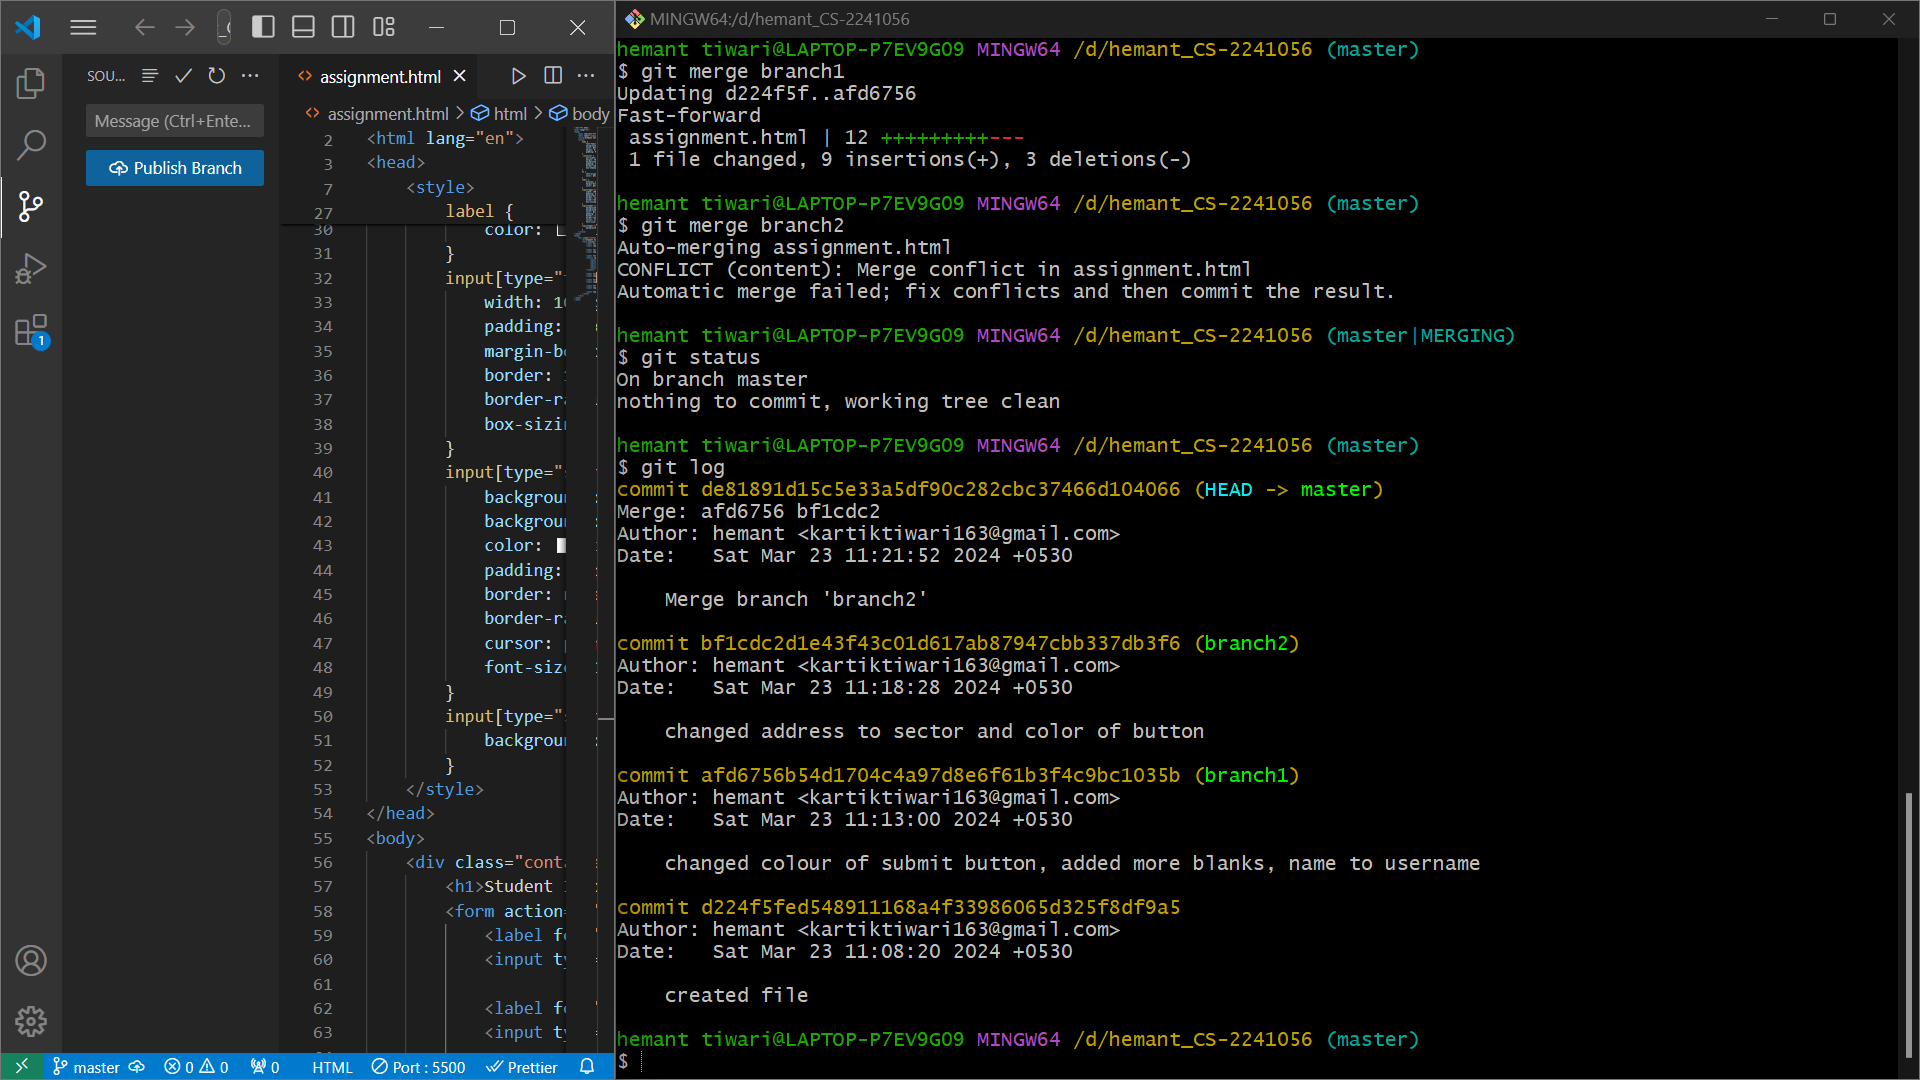 SOU...
Message (Ctrl+Ente...
Publish Branch
1
assignment.html
assignment.html > html > body
2 <html lang="en">
3 <head>
7 <style>
27 label {
30 color:
31 }
32 input[type="
33 width:
34 padding:
35 margin-bo
36 border:
37 border-ra
38 box-sizin
39 }
40 input[type="
41 backgroun
42 backgroun
43 color:
44 padding:
45 border:
46 border-ra
47 cursor:
48 font-size
49 }
50 input[type="
51 backgroun
52 }
53 </style>
54 </head>
55 <body>
56 <div class="conta
57 <h1>Student
58 <form action=
59 <label fo
60 <input ty
61
62 <label fo
63 <input ty
master 0 0 0 HTML Port : 5500 Prettier
MINGW64:/d/hemant_CS-2241056
hemant tiwari@LAPTOP-P7EV9G09 MINGW64 /d/hemant_CS-2241056 (master)
$ git merge branch1
Updating d224f5f..afd6756
Fast-forward
assignment.html | 12 +++++++++---
1 file changed, 9 insertions(+), 3 deletions(-)
hemant tiwari@LAPTOP-P7EV9G09 MINGW64 /d/hemant_CS-2241056 (master)
$ git merge branch2
Auto-merging assignment.html
CONFLICT (content): Merge conflict in assignment.html
Automatic merge failed; fix conflicts and then commit the result.
hemant tiwari@LAPTOP-P7EV9G09 MINGW64 /d/hemant_CS-2241056 (master|MERGING)
$ git status
On branch master
nothing to commit, working tree clean
hemant tiwari@LAPTOP-P7EV9G09 MINGW64 /d/hemant_CS-2241056 (master)
$ git log
commit de81891d15c5e33a5df90c282cbc37466d104066 (HEAD -> master)
Merge: afd6756 bf1cdc2
Author: hemant <kartiktiwari163@gmail.com>
Date: Sat Mar 23 11:21:52 2024 +0530
Merge branch 'branch2'
commit bf1cdc2d1e43f43c01d617ab87947cbb337db3f6 (branch2)
Author: hemant <kartiktiwari163@gmail.com>
Date: Sat Mar 23 11:18:28 2024 +0530
changed address to sector and color of button
commit afd6756b54d1704c4a97d8e6f61b3f4c9bc1035b (branch1)
Author: hemant <kartiktiwari163@gmail.com>
Date: Sat Mar 23 11:13:00 2024 +0530
changed colour of submit button, added more blanks, name to username
commit d224f5fed548911168a4f33986065d325f8df9a5
Author: hemant <kartiktiwari163@gmail.com>
Date: Sat Mar 23 11:08:20 2024 +0530
created file
hemant tiwari@LAPTOP-P7EV9G09 MINGW64 /d/hemant_CS-2241056 (master)
$